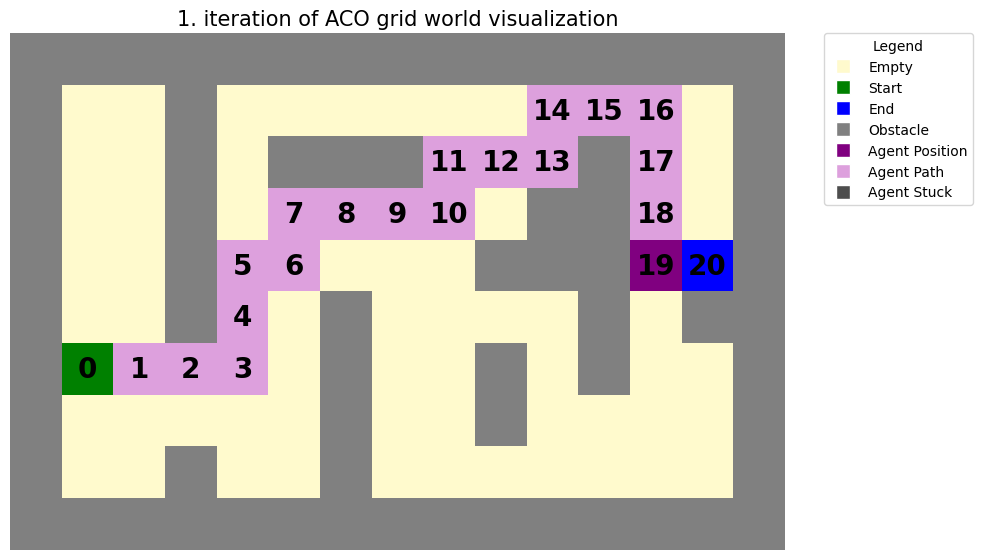 1. iteration of ACO grid world visualization
14 15 16
11 12 13 17
7 8 9 10 18
5 6 19 20
4
0 1 2 3
Legend
Empty
Start
End
Obstacle
Agent Position
Agent Path
Agent Stuck